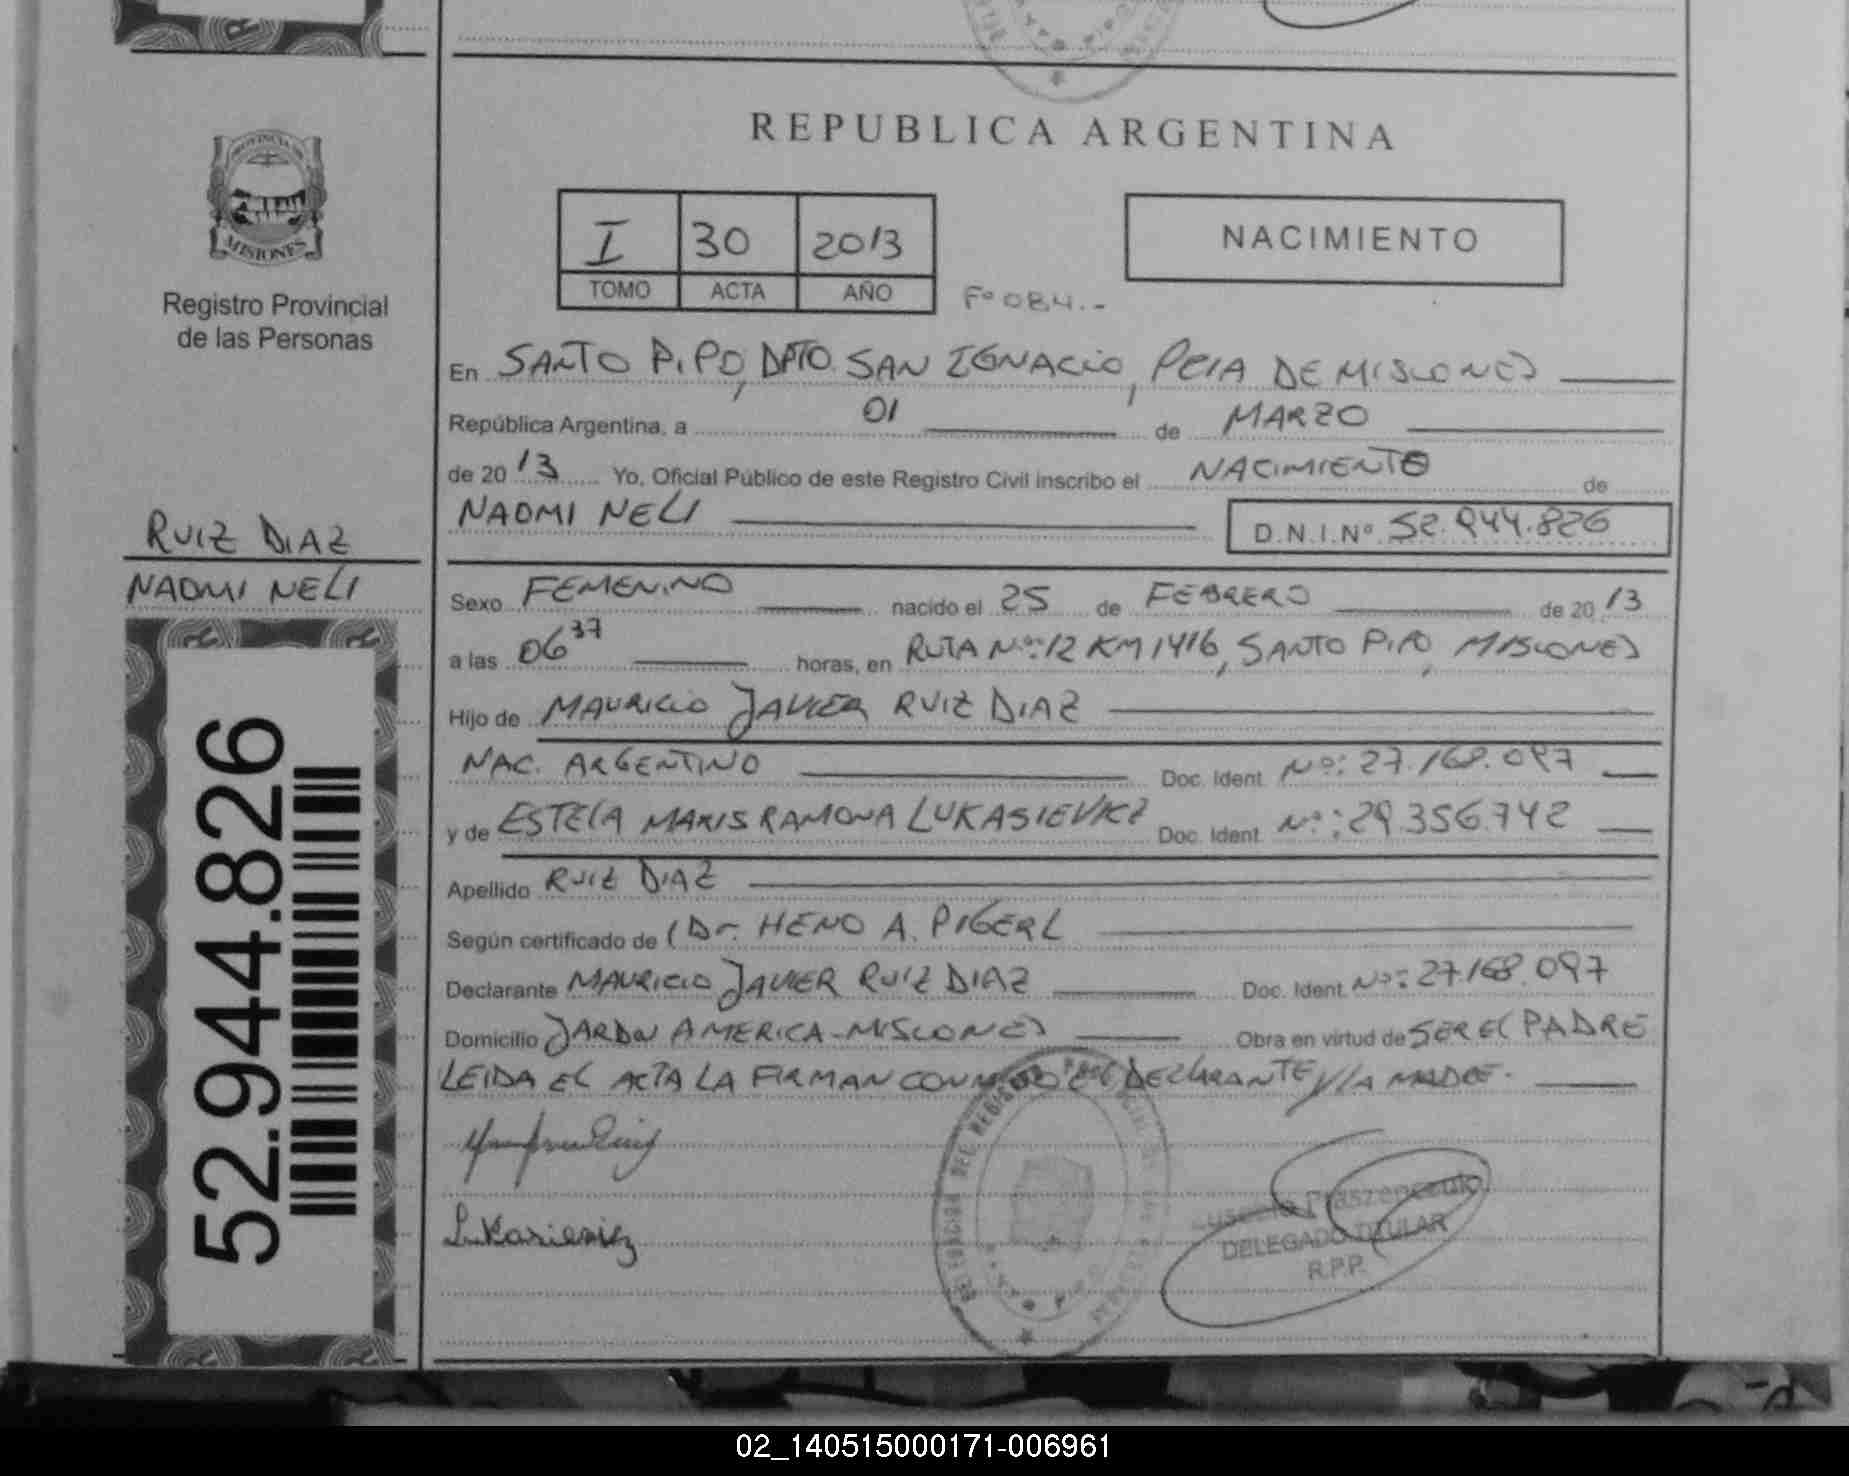 REPUBLICA ARGENTINA
PROVINCIA DE
MISIONES
Registro Provincial
de las Personas
I 30 2013
TOMO ACTA AÑO
Fº 084.-
NACIMIENTO
En SANTO PIPO, DPTO. SAN IGNACIO, PCIA DE MISIONES
República Argentina, a 01 de MARZO
de 20 13 Yo, Oficial Público de este Registro Civil inscribo el NACIMIENTO de
NAOMI NELI D.N.I.Nº 52.944.826
RUIZ DIAZ
NAOMI NELI
Sexo FEMENINO nacido el 25 de FEBRERO de 20 13
a las 06 37 horas, en RUTA Nº:12 KM 1416, SANTO PIPO, MISIONES
Hijo de MAURICIO JAVIER RUIZ DIAZ
NAC. ARGENTINO Doc. Ident. Nº: 27.168.097
y de ESTELA MARIS RAMONA LUKASIEVICZ Doc. Ident. Nº: 29.356.742
Apellido RUIZ DIAZ
Según certificado de (Dr. HENO A. PIGERL
Declarante MAURICIO JAVIER RUIZ DIAZ Doc. Ident. Nº: 27.168.097
Domicilio JARDIN AMERICA-MISIONES Obra en virtud de SER EL PADRE
LEIDA EL ACTA LA FIRMAN CONMIGO EL DECLARANTE Y LA MADRE.
52.944.826
DELEGADO TITULAR
R.P.P.
02_140515000171-006961